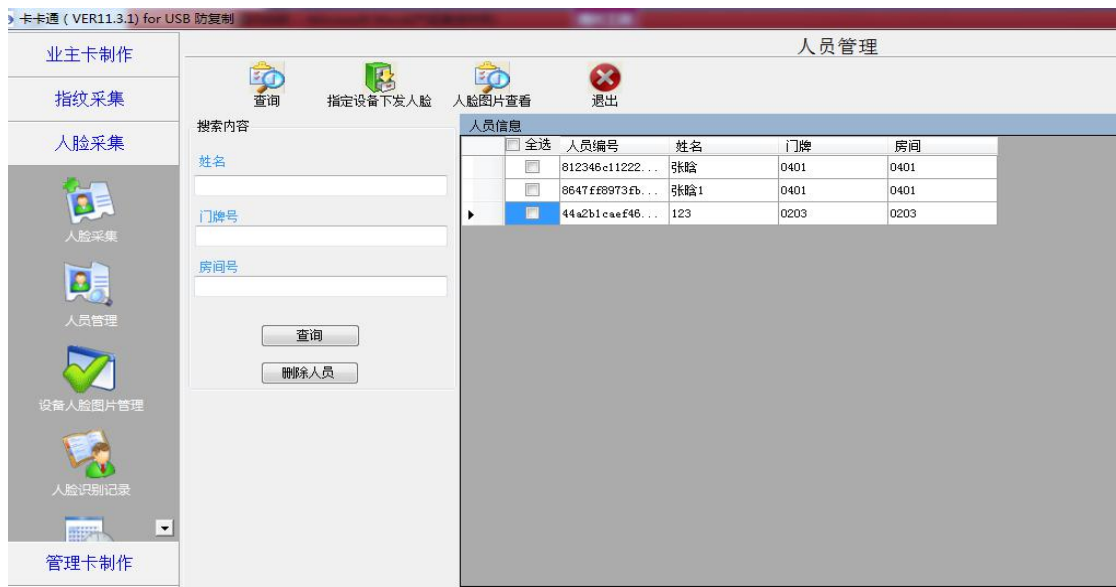 卡卡通 ( VER11.3.1) for USB 防复制
业主卡制作
指纹采集
人脸采集
人脸采集
人员管理
设备人脸图片管理
人脸识别记录
管理卡制作
人员管理
查询 指定设备下发人脸 人脸图片查看 退出
搜索内容
姓名
门牌号
房间号
查询
删除人员
人员信息
全选 人员编号 姓名 门牌 房间
812346c11222... 张晗 0401 0401
8647ff8973fb... 张晗1 0401 0401
44a2b1caef46... 123 0203 0203